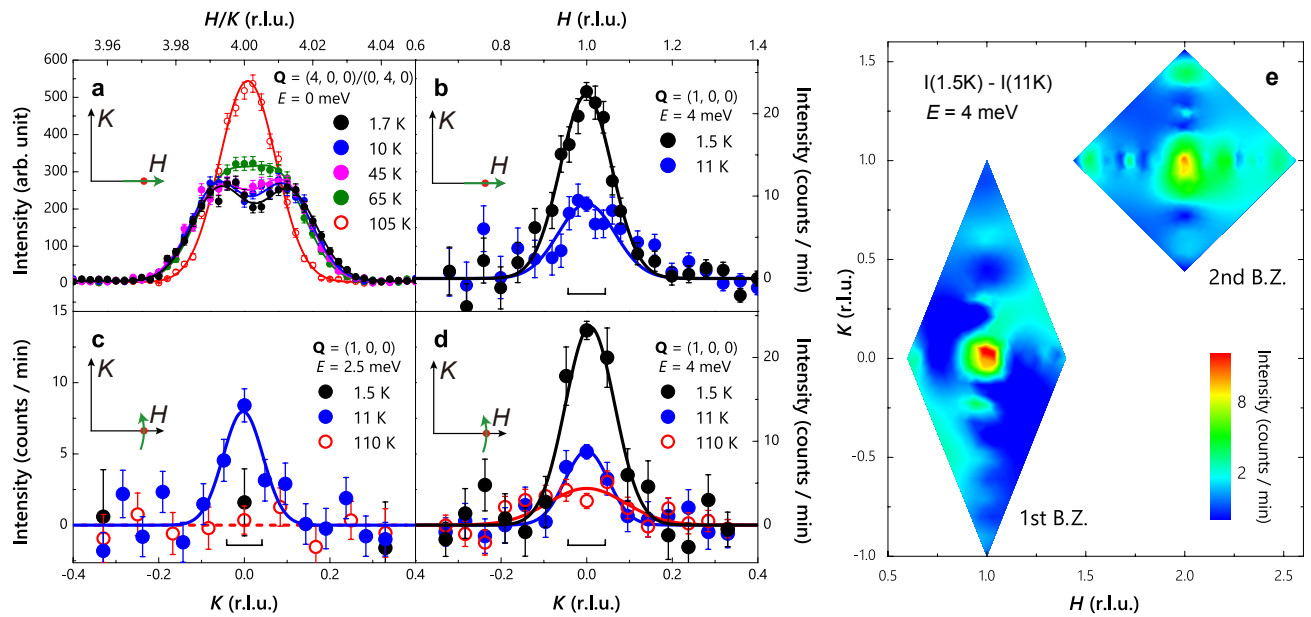 H/K (r.l.u.)
3.96 3.98 4.00 4.02 4.04
H (r.l.u.)
0.6 0.8 1.0 1.2 1.4
a
Q = (4, 0, 0)/(0, 4, 0)
E = 0 meV
1.7 K
10 K
45 K
65 K
105 K
K
H
Intensity (arb. unit)
600
500
400
300
200
100
0
b
Q = (1, 0, 0)
E = 4 meV
1.5 K
11 K
K
H
Intensity (counts / min)
20
10
0
c
Q = (1, 0, 0)
E = 2.5 meV
1.5 K
11 K
110 K
K
H
Intensity (counts / min)
15
10
5
0
-0.4 -0.2 0.0 0.2
K (r.l.u.)
d
Q = (1, 0, 0)
E = 4 meV
1.5 K
11 K
110 K
K
H
Intensity (counts / min)
20
10
0
-0.4 -0.2 0.0 0.2 0.4
K (r.l.u.)
e
I(1.5K) - I(11K)
E = 4 meV
2nd B.Z.
1st B.Z.
K (r.l.u.)
1.5
1.0
0.5
0.0
-0.5
-1.0
0.5 1.0 1.5 2.0 2.5
H (r.l.u.)
Intensity (counts / min)
8
2